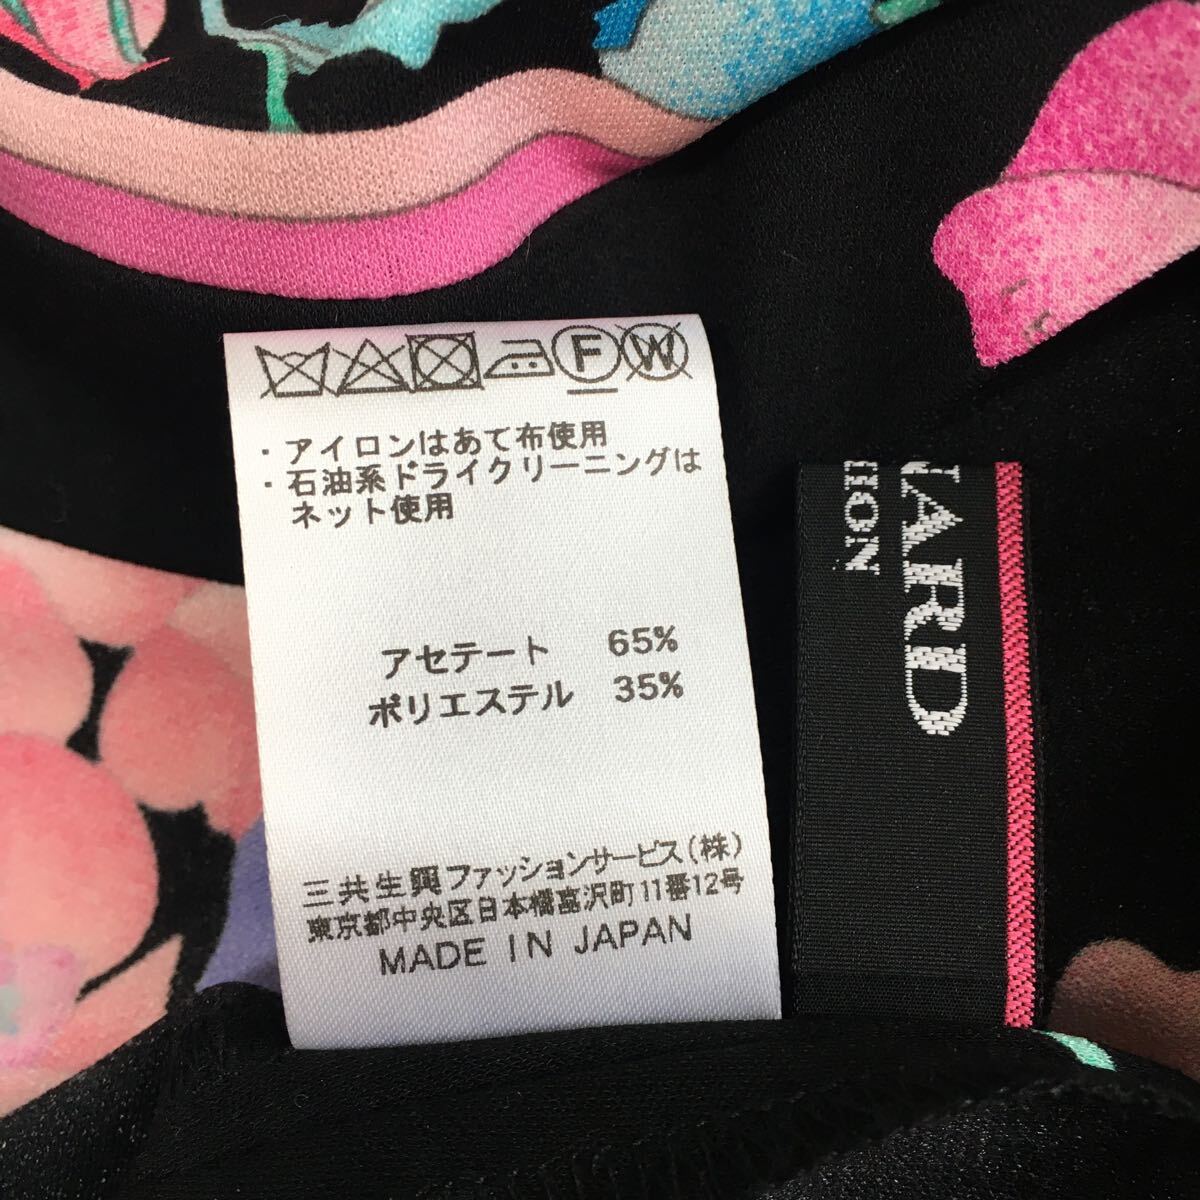 F W
・アイロンはあて布使用
・石油系ドライクリーニングは
ネット使用
アセテート 65%
ポリエステル 35%
三共生興ファッションサービス(株)
東京都中央区日本橋富沢町11番12号
MADE IN JAPAN
NARD
HION